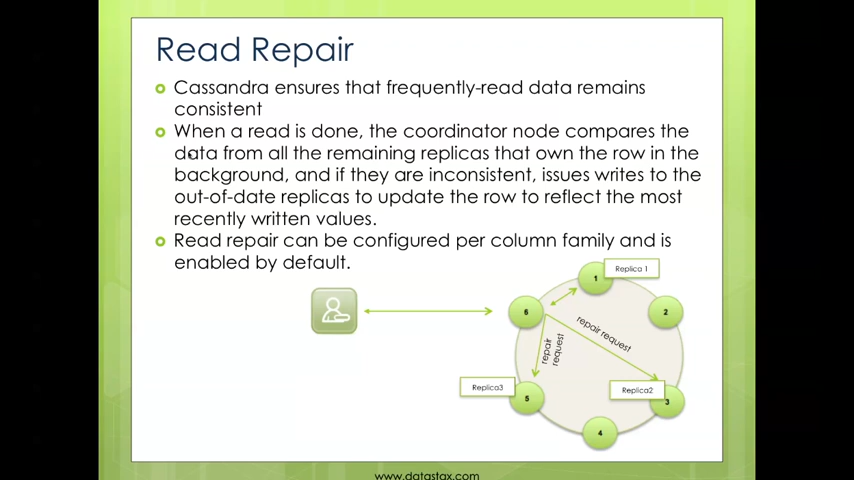 Read Repair
Cassandra ensures that frequently-read data remains
consistent
When a read is done, the coordinator node compares the
data from all the remaining replicas that own the row in the
background, and if they are inconsistent, issues writes to the
out-of-date replicas to update the row to reflect the most
recently written values.
Read repair can be configured per column family and is
enabled by default.
Replica 1
1
6
2
repair request
repair
request
Replica3
Replica2
5
3
4
www.datastax.com